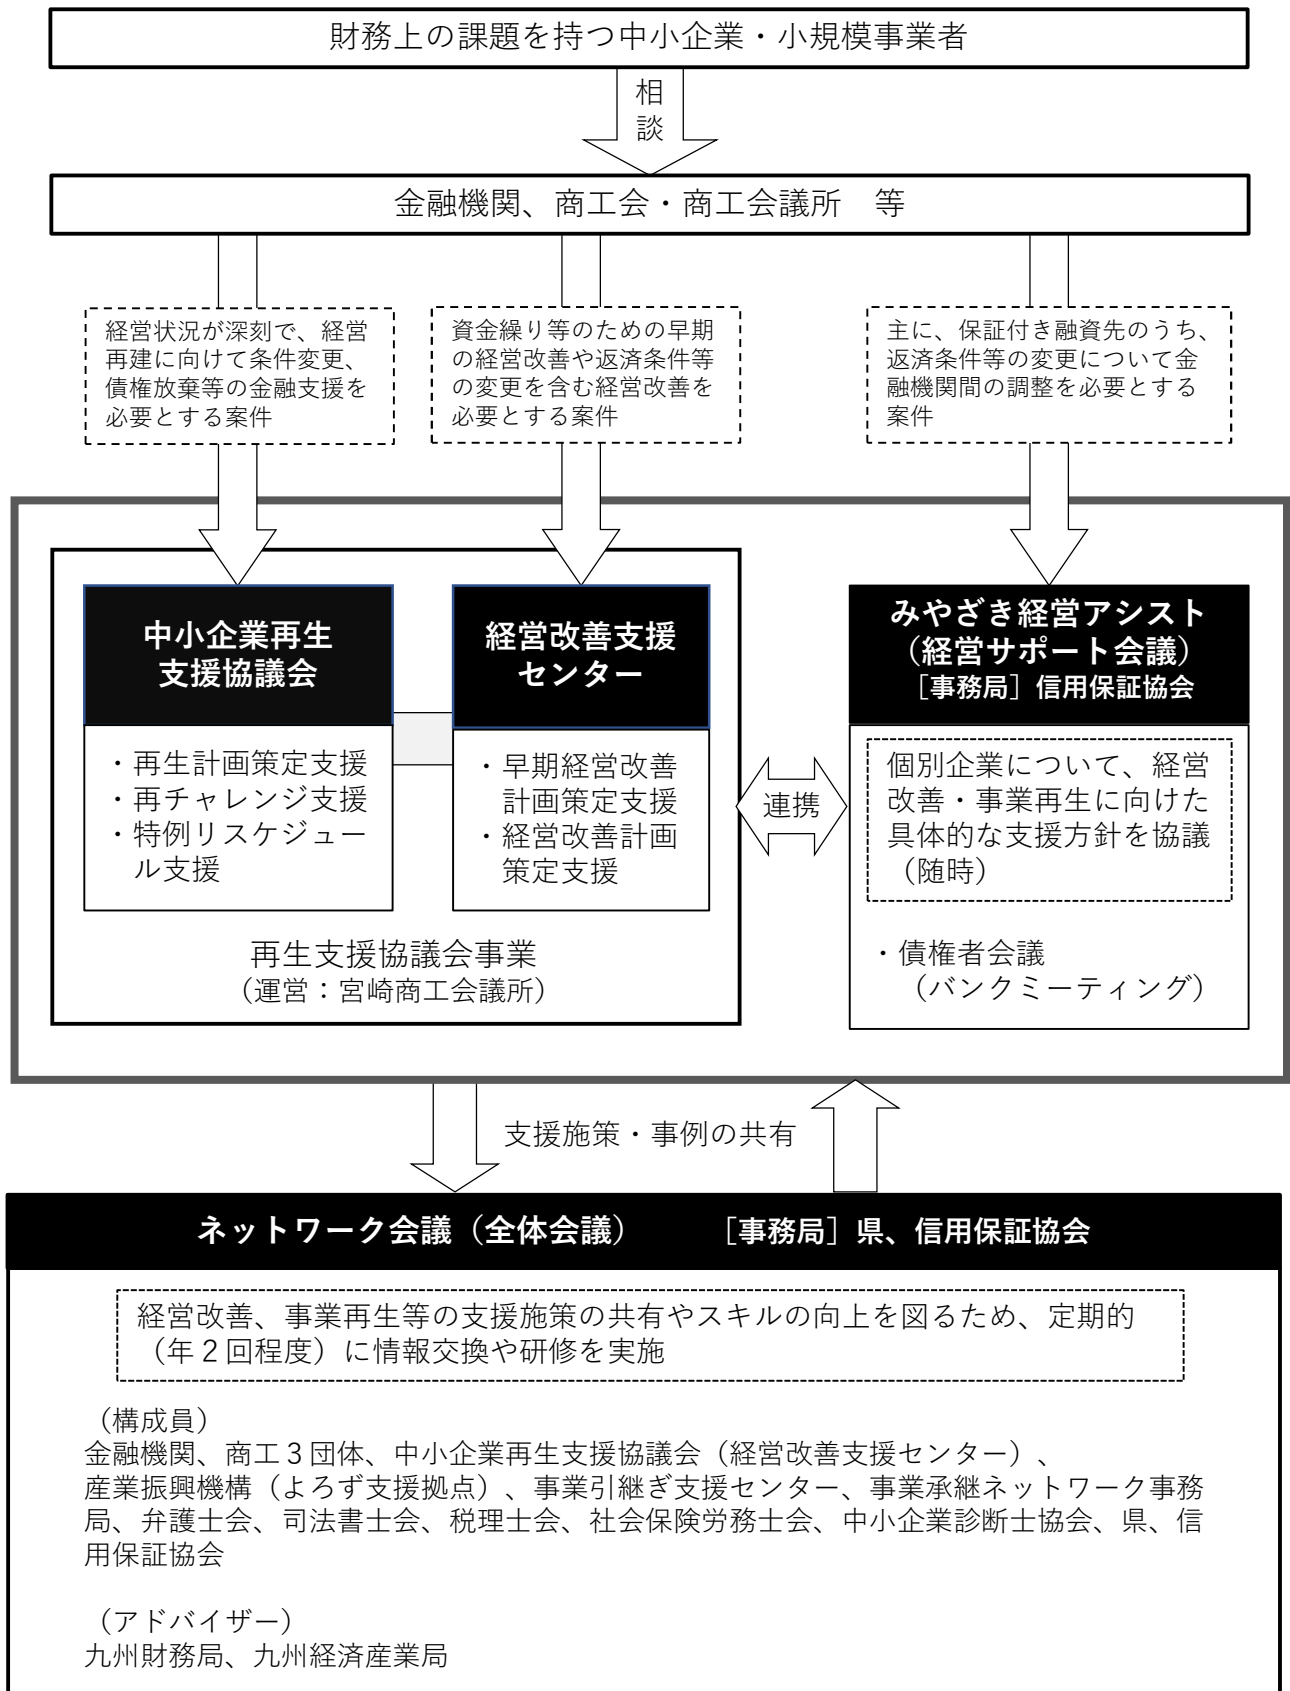 財務上の課題を持つ中小企業・小規模事業者
相
談
金融機関、商工会・商工会議所　等
経営状況が深刻で、経営
再建に向けて条件変更、
債権放棄等の金融支援を
必要とする案件
資金繰り等のための早期
の経営改善や返済条件等
の変更を含む経営改善を
必要とする案件
主に、保証付き融資先のうち、
返済条件等の変更について金
融機関間の調整を必要とする
案件
中小企業再生
支援協議会
・再生計画策定支援
・再チャレンジ支援
・特例リスケジュー
ル支援
経営改善支援
センター
・早期経営改善
計画策定支援
・経営改善計画
策定支援
再生支援協議会事業
（運営：宮崎商工会議所）
連携
みやざき経営アシスト
（経営サポート会議）
［事務局］信用保証協会
個別企業について、経営
改善・事業再生に向けた
具体的な支援方針を協議
（随時）
・債権者会議
（バンクミーティング）
支援施策・事例の共有
ネットワーク会議（全体会議）　　［事務局］県、信用保証協会
経営改善、事業再生等の支援施策の共有やスキルの向上を図るため、定期的
（年２回程度）に情報交換や研修を実施
（構成員）
金融機関、商工３団体、中小企業再生支援協議会（経営改善支援センター）、
産業振興機構（よろず支援拠点）、事業引継ぎ支援センター、事業承継ネットワーク事務
局、弁護士会、司法書士会、税理士会、社会保険労務士会、中小企業診断士協会、県、信
用保証協会
（アドバイザー）
九州財務局、九州経済産業局